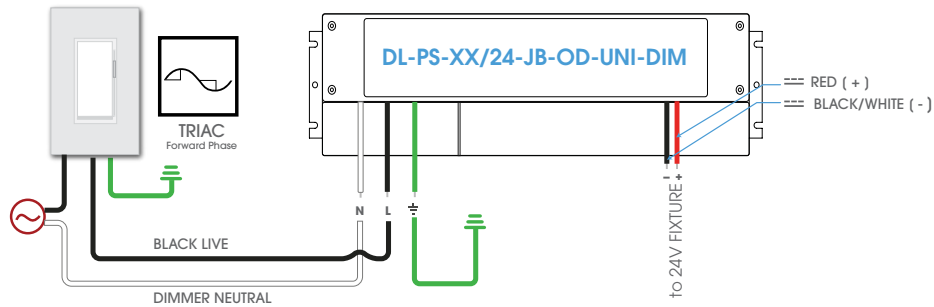 DL-PS-XX/24-JB-OD-UNI-DIM
RED ( + )
BLACK/WHITE ( - )
TRIAC
Forward Phase
- +
N L
to 24V FIXTURE
BLACK LIVE
DIMMER NEUTRAL